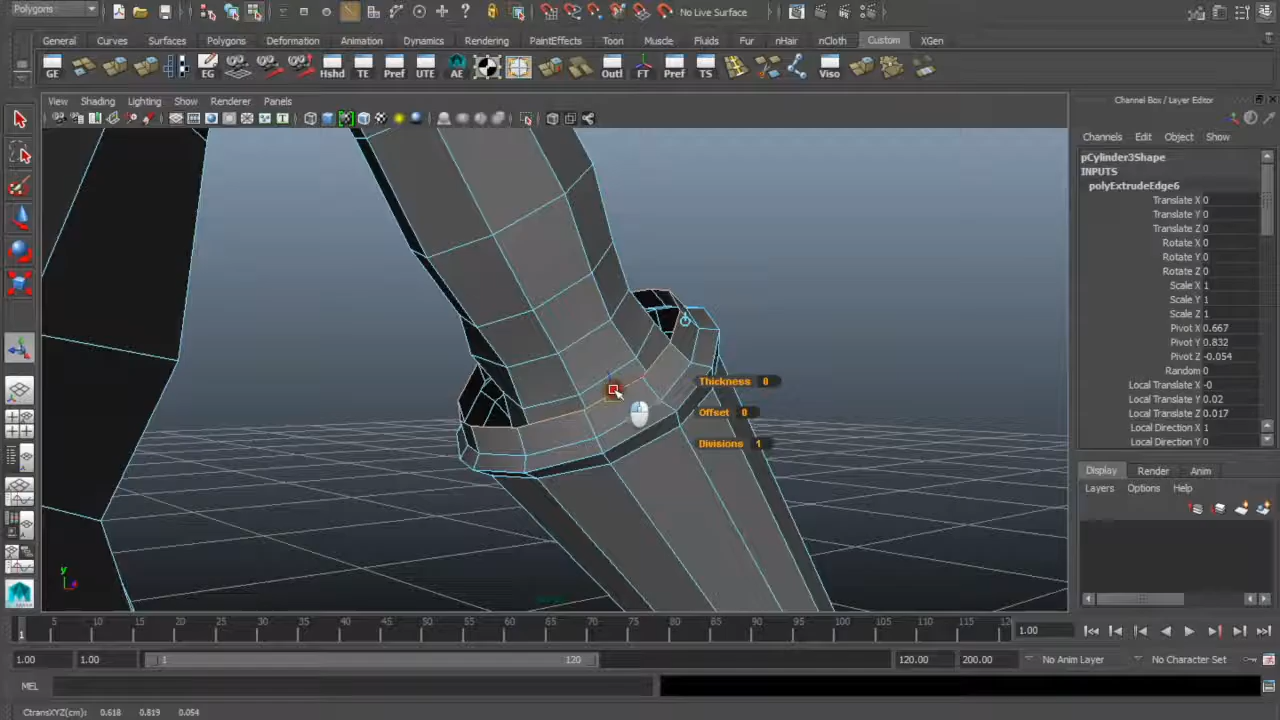 Polygons
No Live Surface
General Curves Surfaces Polygons Deformation Animation Dynamics Rendering PaintEffects Toon Muscle Fluids Fur nHair nCloth Custom XGen
GE EG Hshd TE Pref UTE AE Outl FT Pref TS Viso
View Shading Lighting Show Renderer Panels
Channel Box / Layer Editor
Channels Edit Object Show
pCylinder3Shape
INPUTS
polyExtrudeEdge6
Translate X 0
Translate Y 0
Translate Z 0
Rotate X 0
Rotate Y 0
Rotate Z 0
Scale X 1
Scale Y 1
Scale Z 1
Pivot X 0.667
Pivot Y 0.832
Pivot Z -0.054
Random 0
Local Translate X -0
Local Translate Y 0.02
Local Translate Z 0.017
Local Direction X 1
Local Direction Y 0
Thickness 0
Offset 0
Divisions 1
Display Render Anim
Layers Options Help
y
1 5 10 15 20 25 30 35 40 45 50 55 60 65 70 75 80 85 90 95 100 105 110 115 12
1.00
1.00 1.00 1 120 120.00 200.00 No Anim Layer No Character Set
MEL
CtransXYZ(cm): 0.618 0.819 0.054